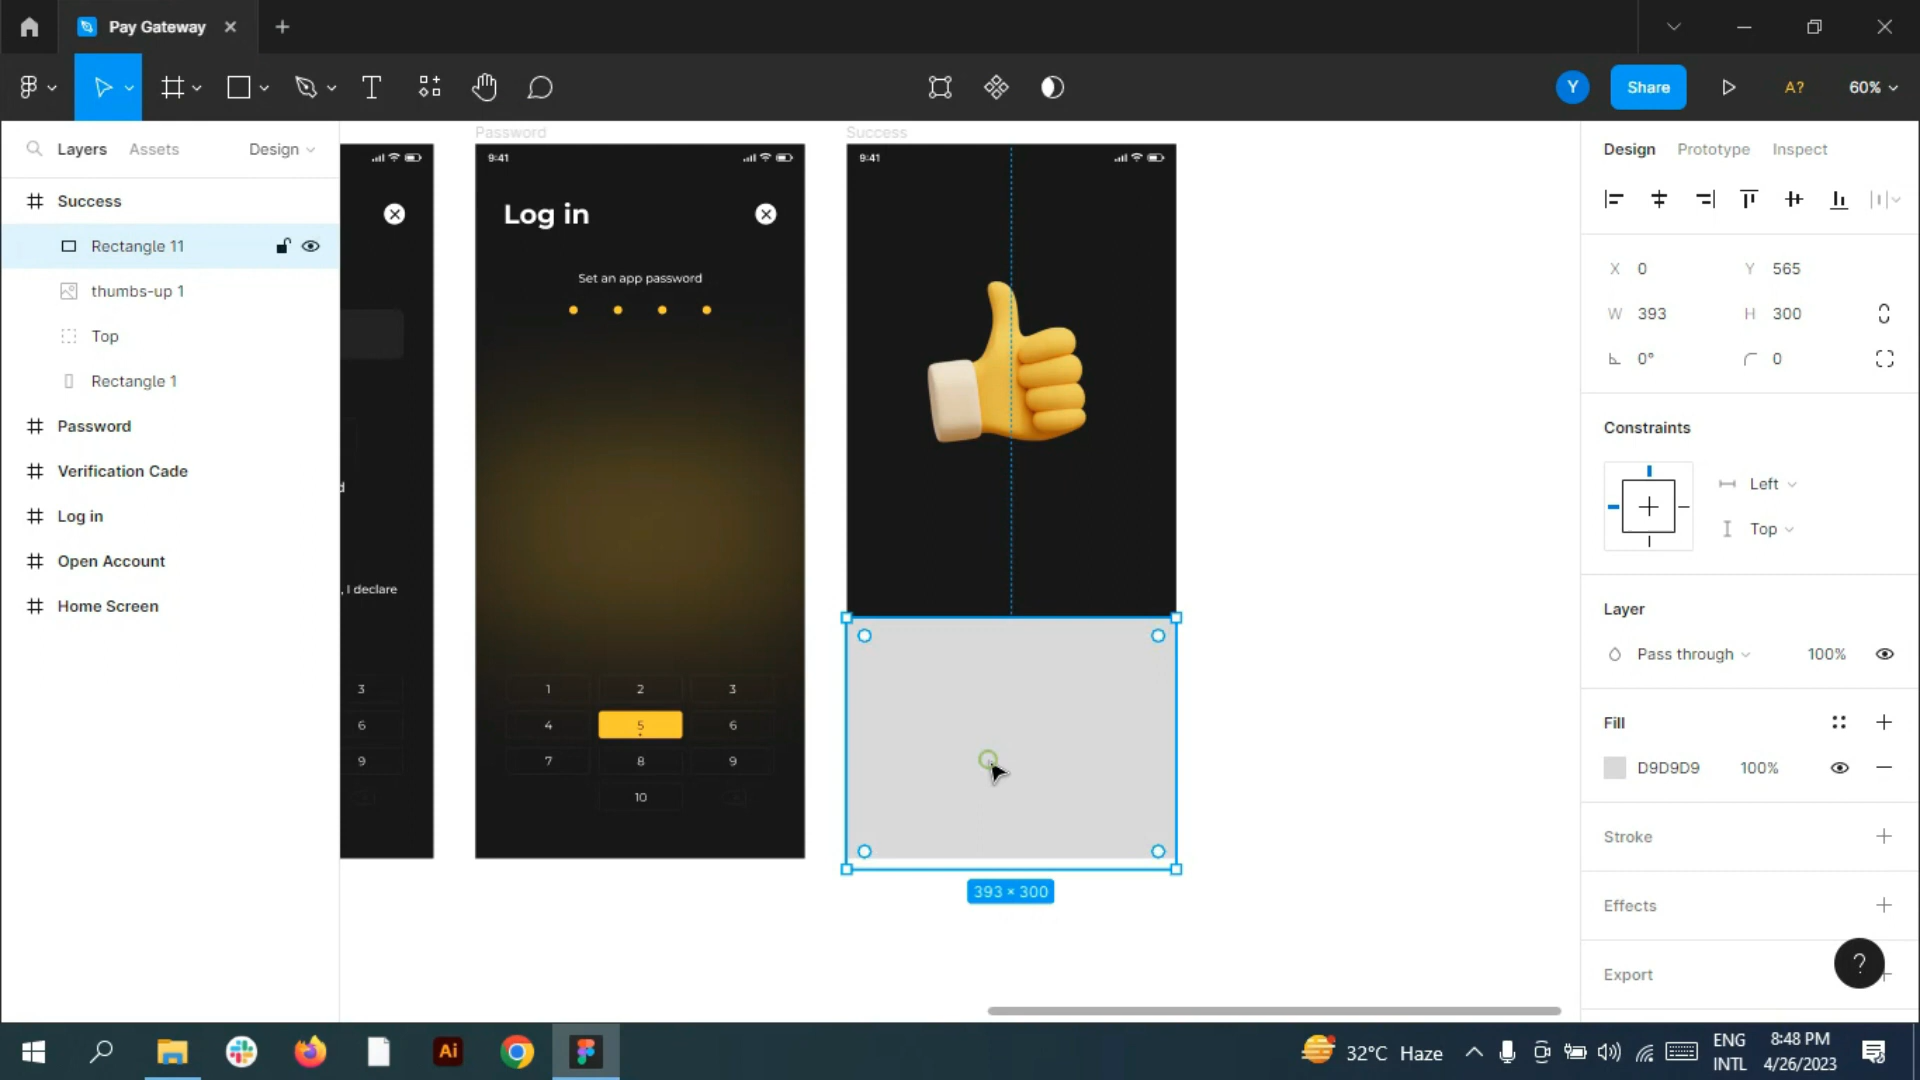 Pay Gateway
Y
Share
A?
60%
Layers
Assets
Design
Success
Rectangle 11
thumbs-up 1
Top
Rectangle 1
Password
Verification Cade
Log in
Open Account
Home Screen
d
, I declare
3
6
9
Password
9:41
Log in
Set an app password
1
2
3
4
5
6
7
8
9
10
Success
9:41
393 × 300
Design
Prototype
Inspect
X 0
Y 565
W 393
H 300
0°
0
Constraints
Left
Top
Layer
Pass through
100%
Fill
D9D9D9
100%
Stroke
Effects
Export
?
Ai
32°C Haze
ENG
INTL
8:48 PM
4/26/2023